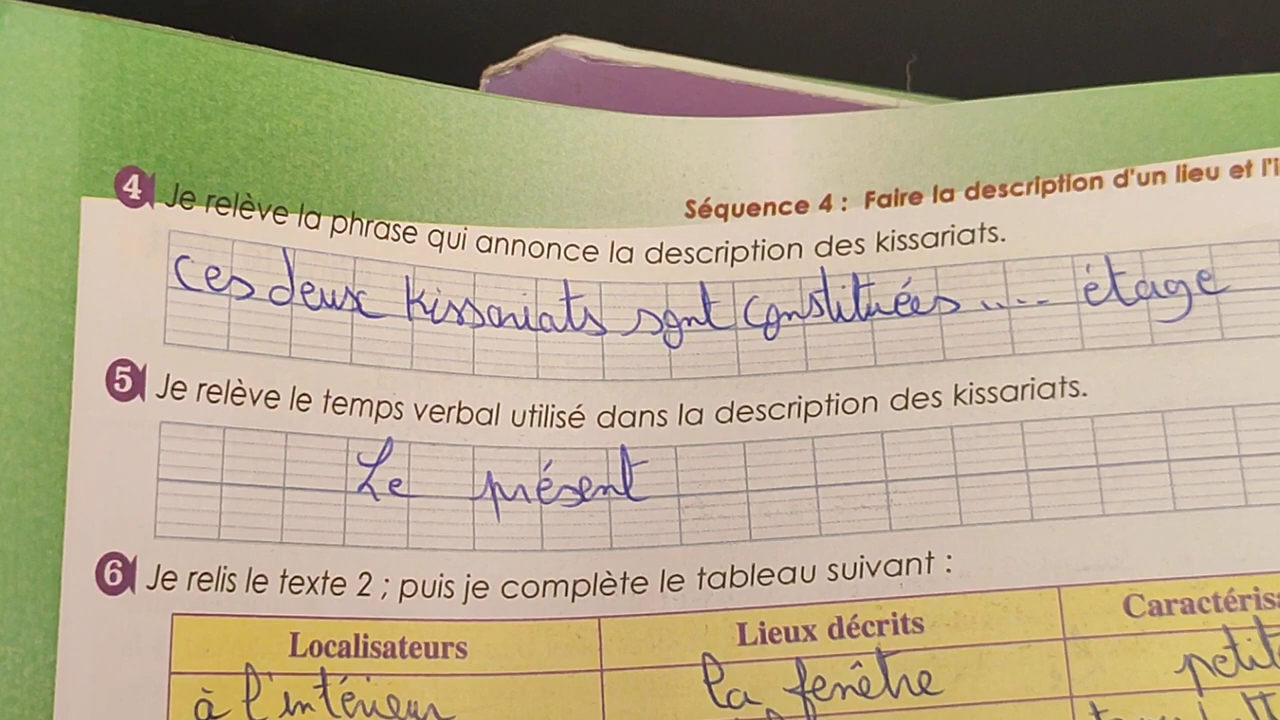 Séquence 4 : Faire la description d'un lieu et l'i
4 Je relève la phrase qui annonce la description des kissariats.
ces deux kissariats sont constituées .... étage
5 Je relève le temps verbal utilisé dans la description des kissariats.
Le présent
6 Je relis le texte 2 ; puis je complète le tableau suivant :
Localisateurs Lieux décrits Caractéris
à l'intérieur la fenêtre petit